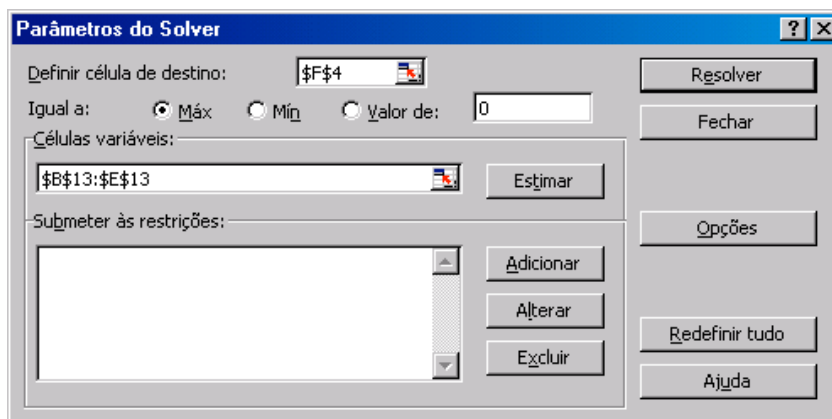 Parâmetros do Solver
Definir célula de destino: $F$4
Resolver
Igual a: Máx Mín Valor de: 0
Fechar
Células variáveis:
$B$13:$E$13
Estimar
Submeter às restrições:
Opções
Adicionar
Alterar
Redefinir tudo
Excluir
Ajuda